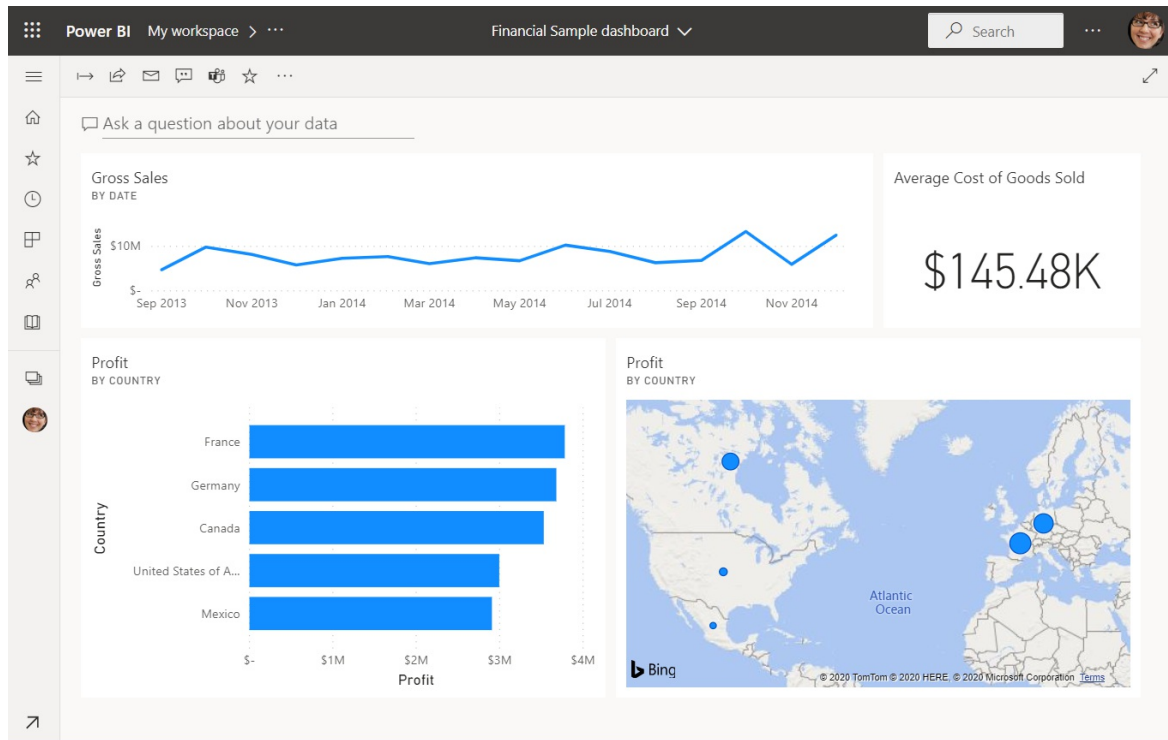 Power BI My workspace > ... Financial Sample dashboard Search ...
Ask a question about your data
Gross Sales
BY DATE
Gross Sales
$10M
$-
Sep 2013 Nov 2013 Jan 2014 Mar 2014 May 2014 Jul 2014 Sep 2014 Nov 2014
Average Cost of Goods Sold
$145.48K
Profit
BY COUNTRY
Country
France
Germany
Canada
United States of A...
Mexico
$- $1M $2M $3M $4M
Profit
Profit
BY COUNTRY
Atlantic
Ocean
Bing
© 2020 TomTom © 2020 HERE, © 2020 Microsoft Corporation Terms